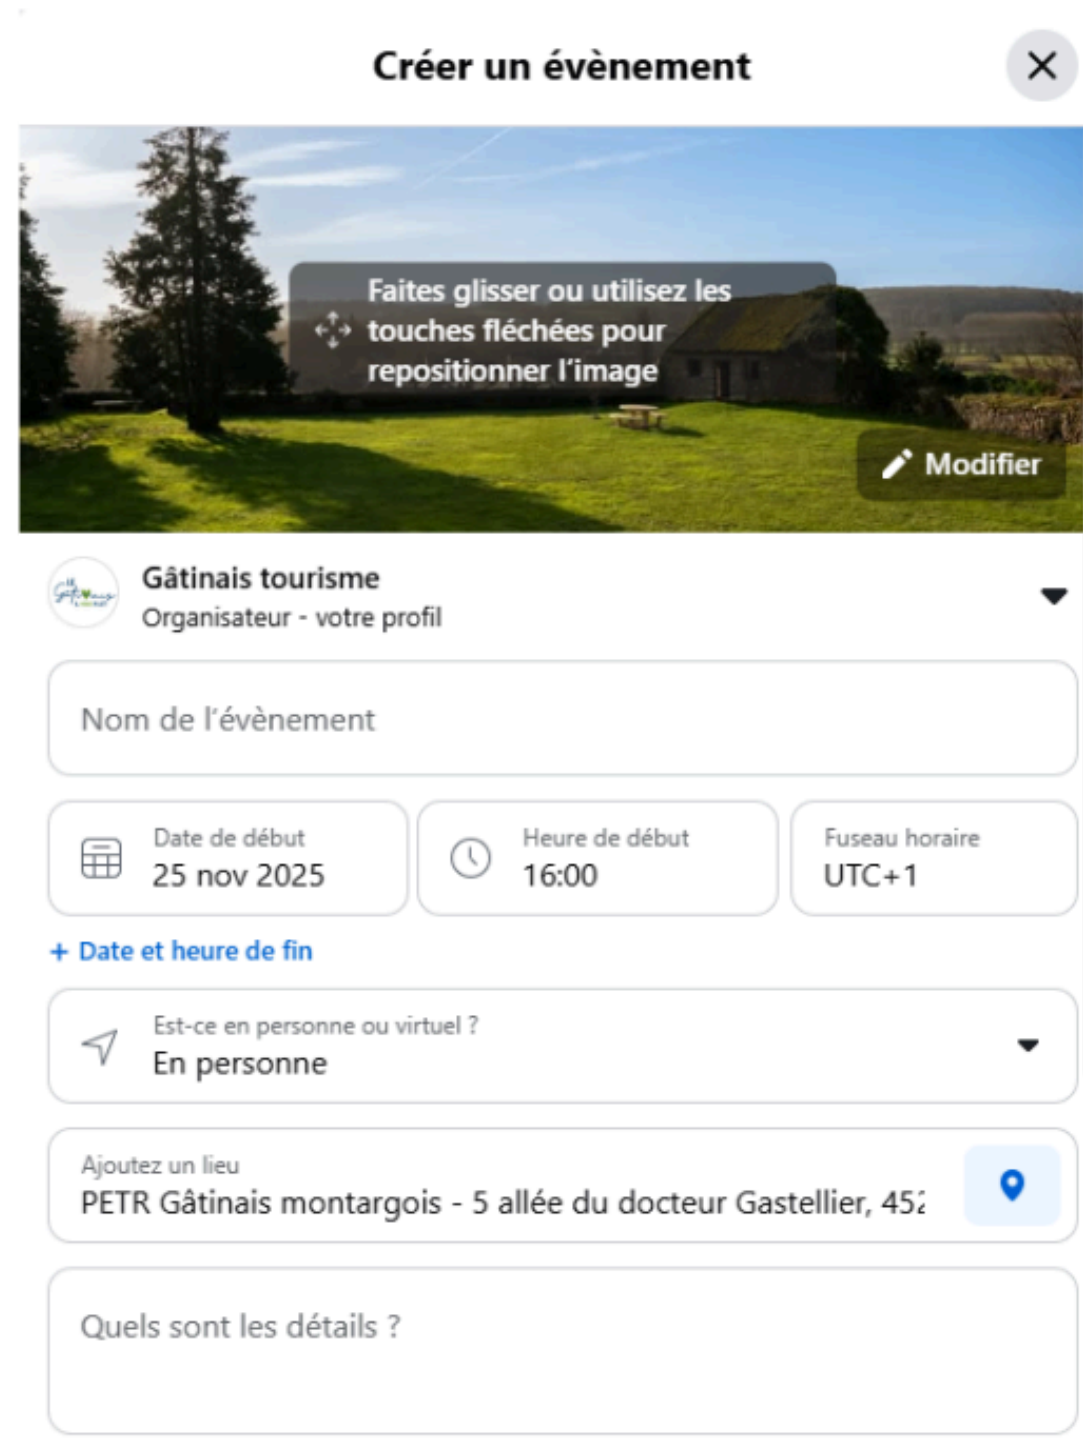 Créer un évènement
Faites glisser ou utilisez les
touches fléchées pour
repositionner l'image
Modifier
Gâtinais tourisme
Organisateur - votre profil
Nom de l'évènement
Date de début
25 nov 2025
Heure de début
16:00
Fuseau horaire
UTC+1
+ Date et heure de fin
Est-ce en personne ou virtuel ?
En personne
Ajoutez un lieu
PETR Gâtinais montargois - 5 allée du docteur Gastellier, 452
Quels sont les détails ?